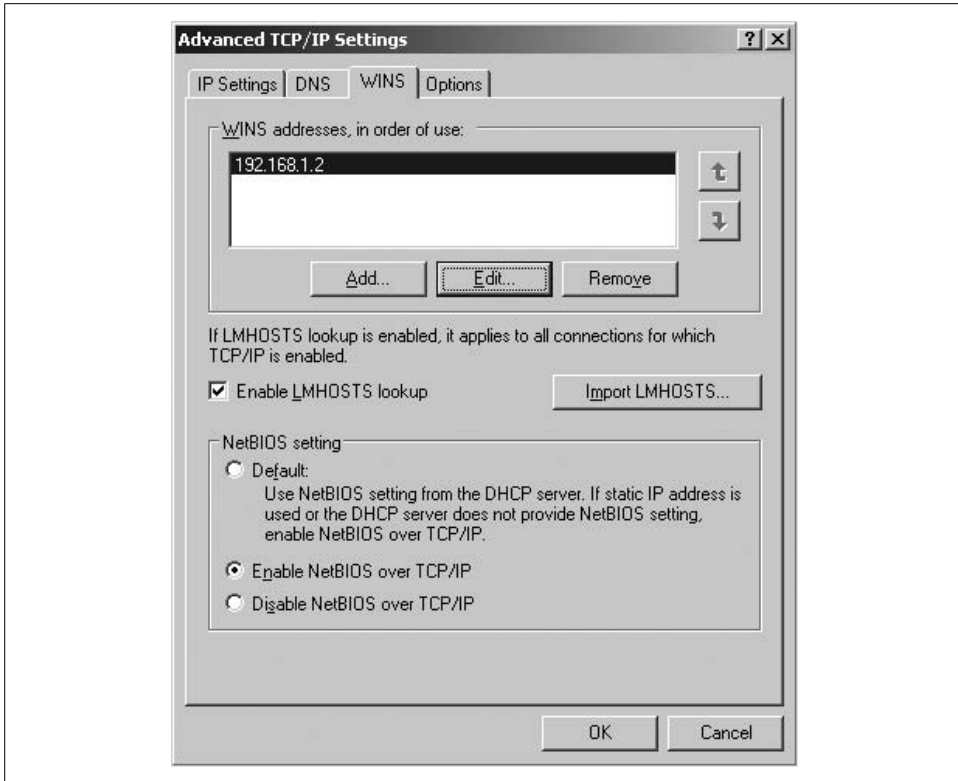 Advanced TCP/IP Settings
IP Settings DNS WINS Options
WINS addresses, in order of use:
192.168.1.2
Add... Edit... Remove
If LMHOSTS lookup is enabled, it applies to all connections for which
TCP/IP is enabled.
Enable LMHOSTS lookup Import LMHOSTS...
NetBIOS setting
Default:
Use NetBIOS setting from the DHCP server. If static IP address is
used or the DHCP server does not provide NetBIOS setting,
enable NetBIOS over TCP/IP.
Enable NetBIOS over TCP/IP
Disable NetBIOS over TCP/IP
OK Cancel